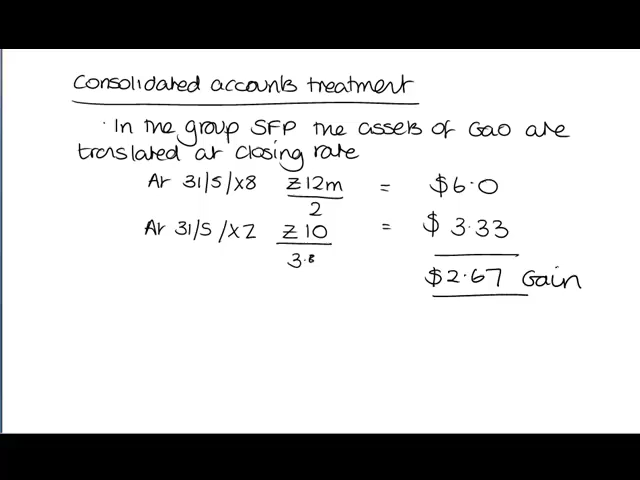 Consolidated accounts treatment
· In the group SFP the assets of Gao are
translated at closing rate
At 31/5/x8 Z12m = $6.0
2
At 31/5/x7 Z10 = $3.33
3.8
$2.67 Gain